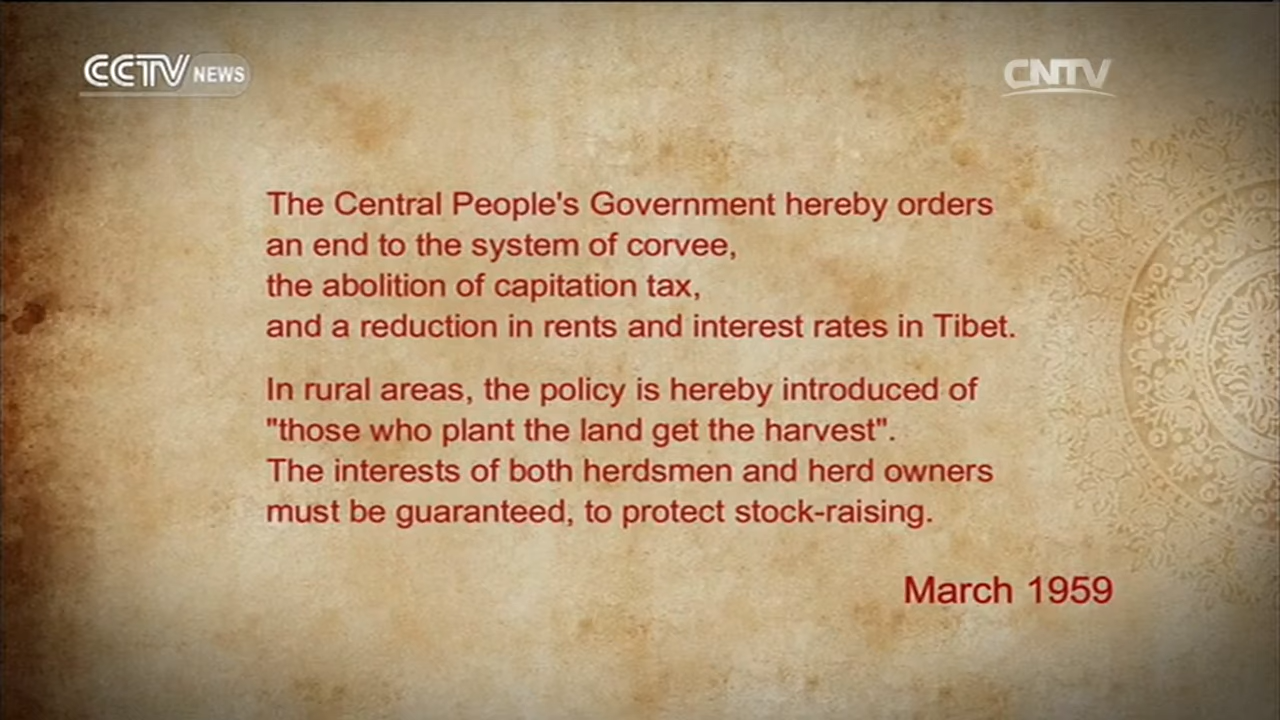 CCTV NEWS
CNTV
The Central People's Government hereby orders
an end to the system of corvee,
the abolition of capitation tax,
and a reduction in rents and interest rates in Tibet.
In rural areas, the policy is hereby introduced of
"those who plant the land get the harvest".
The interests of both herdsmen and herd owners
must be guaranteed, to protect stock-raising.
March 1959